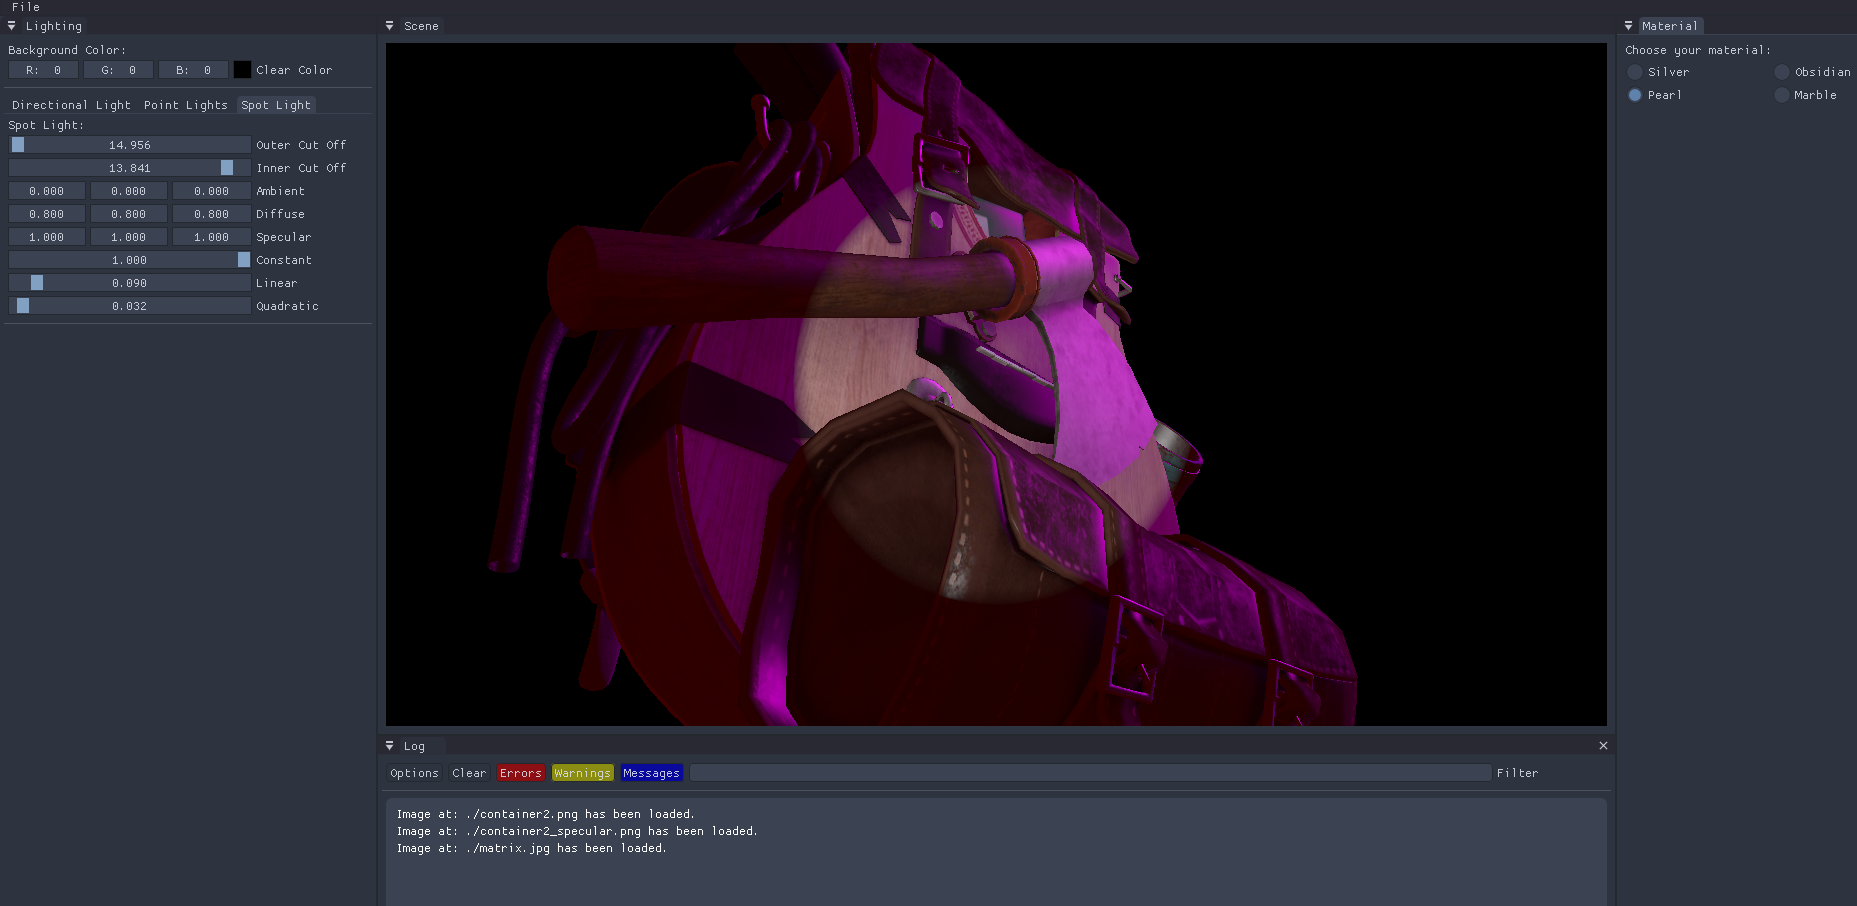 File
Lighting
Background Color:
R: 0 G: 0 B: 0 Clear Color
Directional Light Point Lights Spot Light
Spot Light:
14.956 Outer Cut Off
13.841 Inner Cut Off
0.000 0.000 0.000 Ambient
0.800 0.800 0.800 Diffuse
1.000 1.000 1.000 Specular
1.000 Constant
0.090 Linear
0.032 Quadratic
Scene
Material
Choose your material:
Silver Obsidian
Pearl Marble
Log
Options Clear Errors Warnings Messages Filter
Image at: ./container2.png has been loaded.
Image at: ./container2_specular.png has been loaded.
Image at: ./matrix.jpg has been loaded.